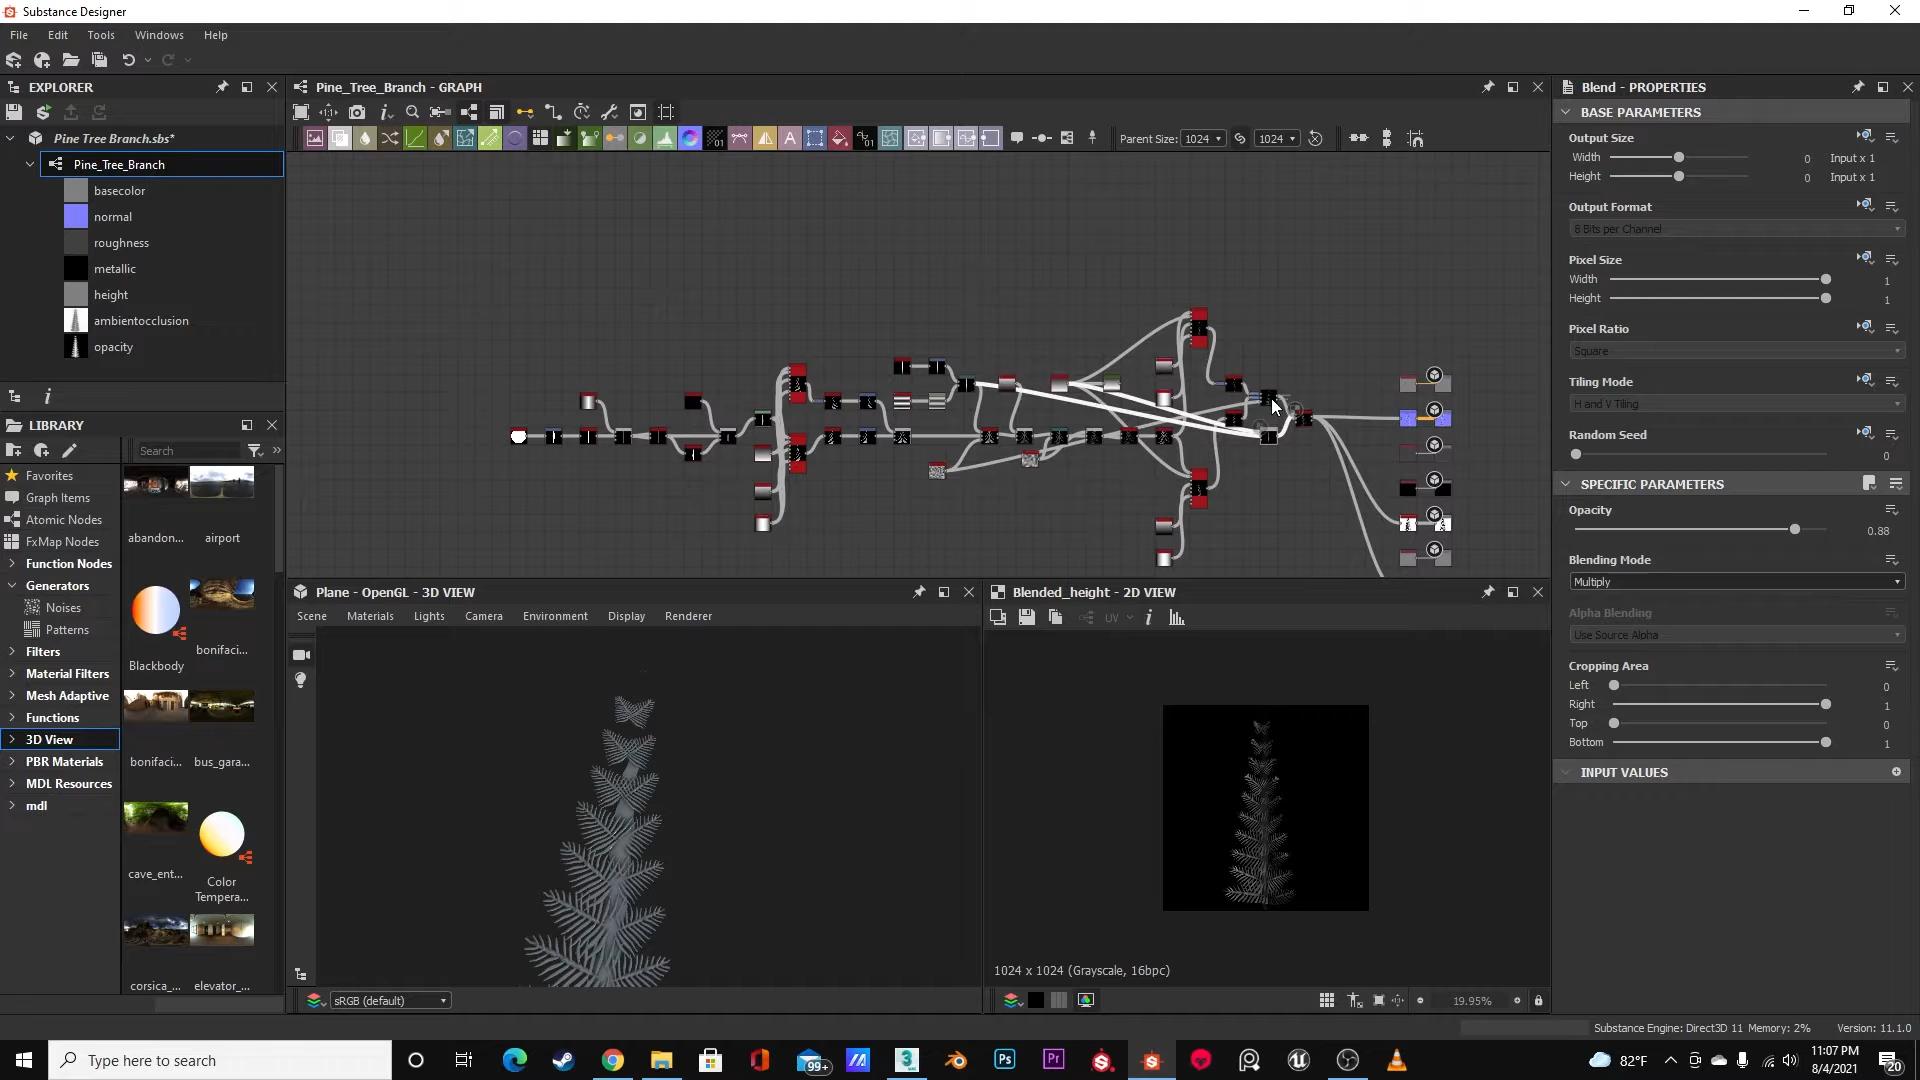 Substance Designer
File Edit Tools Windows Help
EXPLORER
Pine Tree Branch.sbs*
Pine_Tree_Branch
basecolor
normal
roughness
metallic
height
ambientocclusion
opacity
LIBRARY
Search
Favorites
Graph Items
Atomic Nodes
FxMap Nodes
Function Nodes
Generators
Noises
Patterns
Filters
Material Filters
Mesh Adaptive
Functions
3D View
PBR Materials
MDL Resources
mdl
abandon... airport
Blackbody bonifaci...
bonifaci... bus_gara...
cave_ent... Color Tempera...
corsica_... elevator_...
Pine_Tree_Branch - GRAPH
Parent Size: 1024 1024
Plane - OpenGL - 3D VIEW
Scene Materials Lights Camera Environment Display Renderer
sRGB (default)
Blended_height - 2D VIEW
UV
1024 x 1024 (Grayscale, 16bpc)
19.95%
Blend - PROPERTIES
BASE PARAMETERS
Output Size
Width 0 Input x 1
Height 0 Input x 1
Output Format
8 Bits per Channel
Pixel Size
Width 1
Height 1
Pixel Ratio
Square
Tiling Mode
H and V Tiling
Random Seed
0
SPECIFIC PARAMETERS
Opacity
0.88
Blending Mode
Multiply
Alpha Blending
Use Source Alpha
Cropping Area
Left 0
Right 1
Top 0
Bottom 1
INPUT VALUES
Substance Engine: Direct3D 11 Memory: 2% Version: 11.1.0
Type here to search
99+
Ps
Pr
82°F
11:07 PM
8/4/2021
20